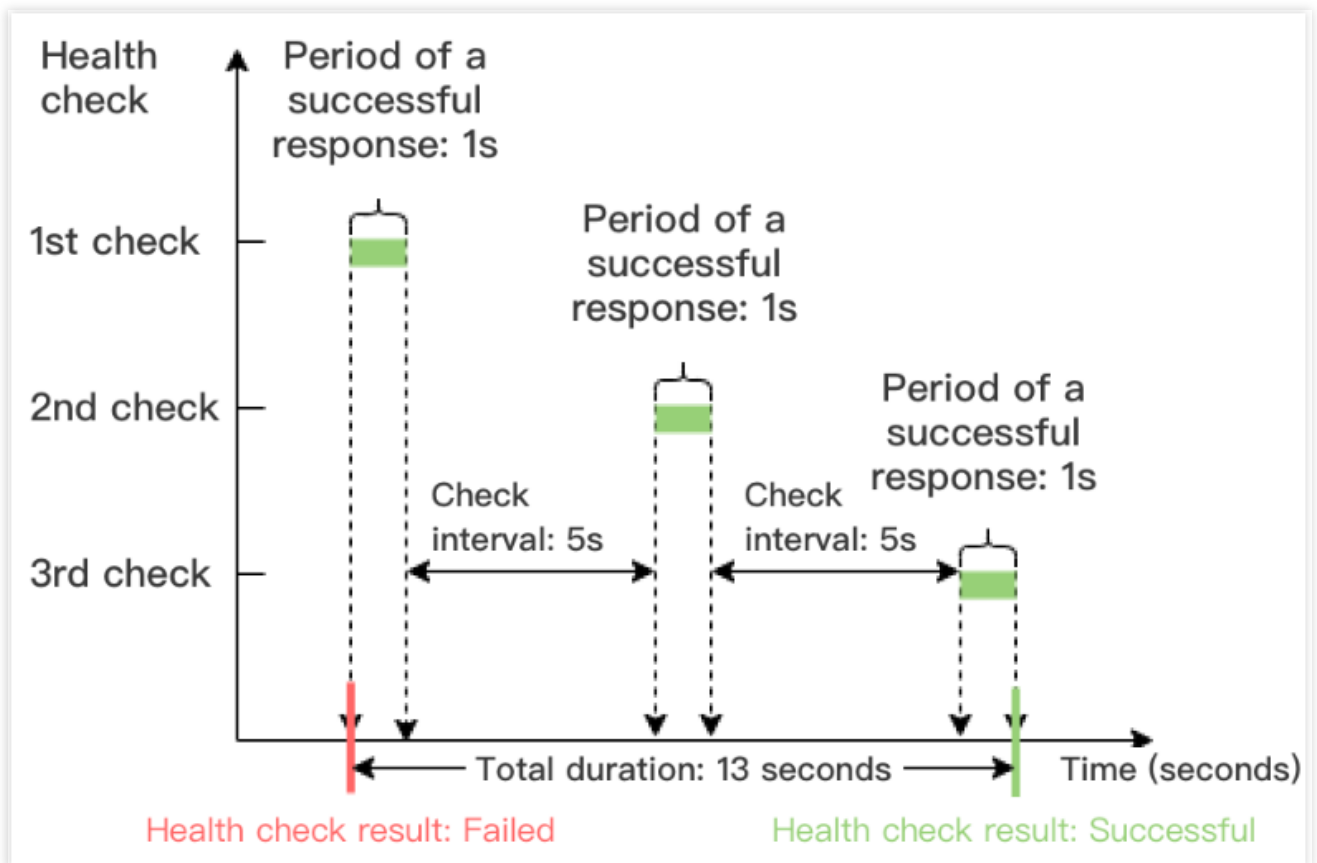 Health
check
Period of a
successful
response: 1s
1st check
Period of a
successful
response: 1s
2nd check
Period of a
successful
response: 1s
Check
interval: 5s
Check
interval: 5s
3rd check
Total duration: 13 seconds
Time (seconds)
Health check result: Failed
Health check result: Successful